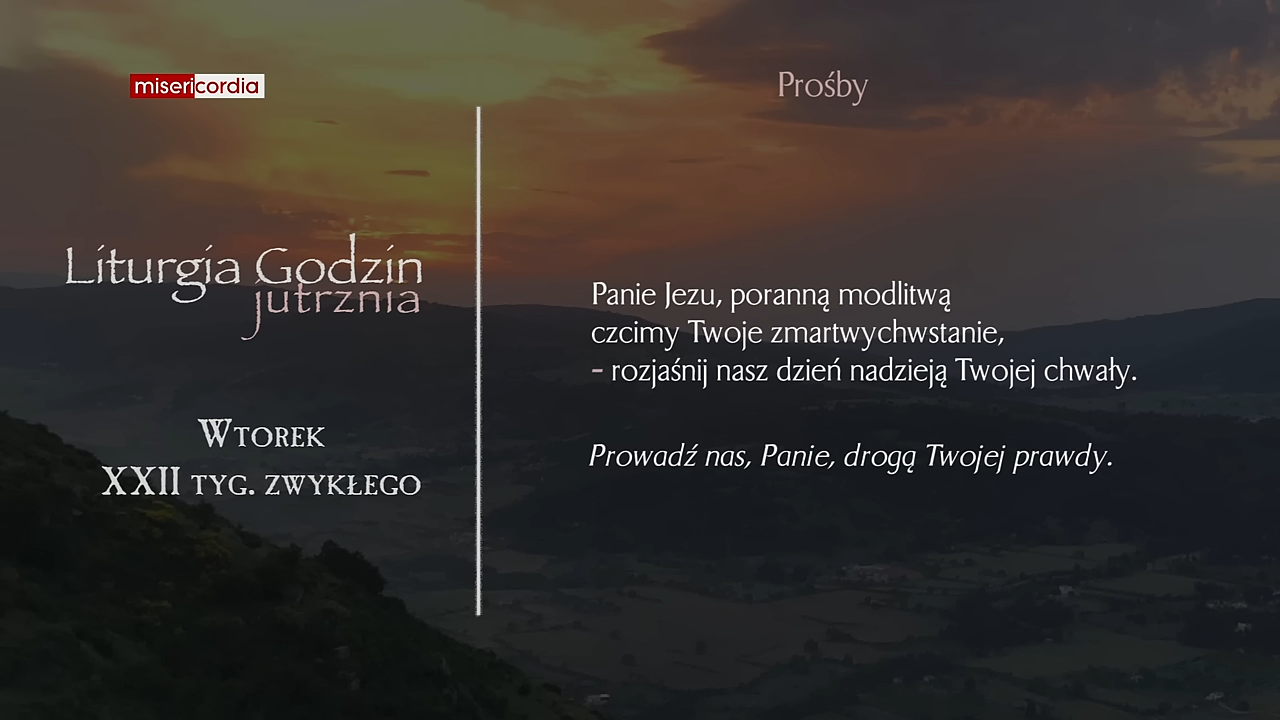 misericordia
Liturgia Godzin
jutrznia
Wtorek
XXII tyg. zwykłego
Prośby
Panie Jezu, poranną modlitwą
czcimy Twoje zmartwychwstanie,
- rozjaśnij nasz dzień nadzieją Twojej chwały.
Prowadź nas, Panie, drogą Twojej prawdy.